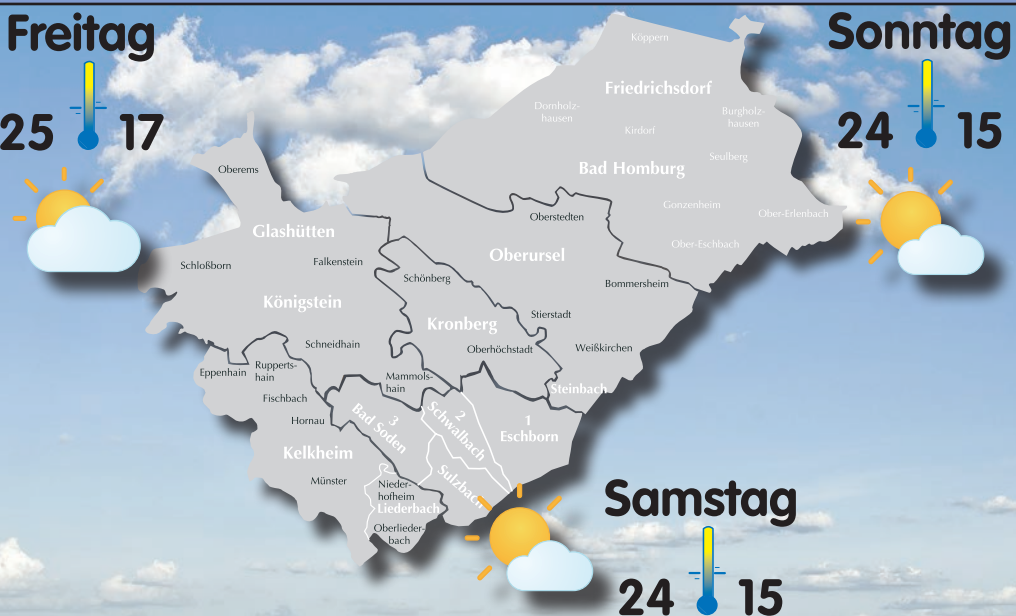 Freitag
25 17
Sonntag
24 15
Köppern
Friedrichsdorf
Dornholz-
hausen
Burgholz-
hausen
Kirdorf
Seulberg
Bad Homburg
Gonzenheim
Ober-Erlenbach
Ober-Eschbach
Oberems
Oberstedten
Glashütten
Oberursel
Schloßborn
Falkenstein
Schönberg
Bommersheim
Königstein
Stierstadt
Kronberg
Schneidhain
Oberhöchstadt
Weißkirchen
Eppenhain
Rupperts-
hain
Mammols-
hain
Steinbach
Fischbach
Hornau
3
Bad Soden
2
Schwalbach
1
Eschborn
Kelkheim
Münster
Sulzbach
Nieder-
hofheim
Liederbach
Oberlieder-
bach
Samstag
24 15